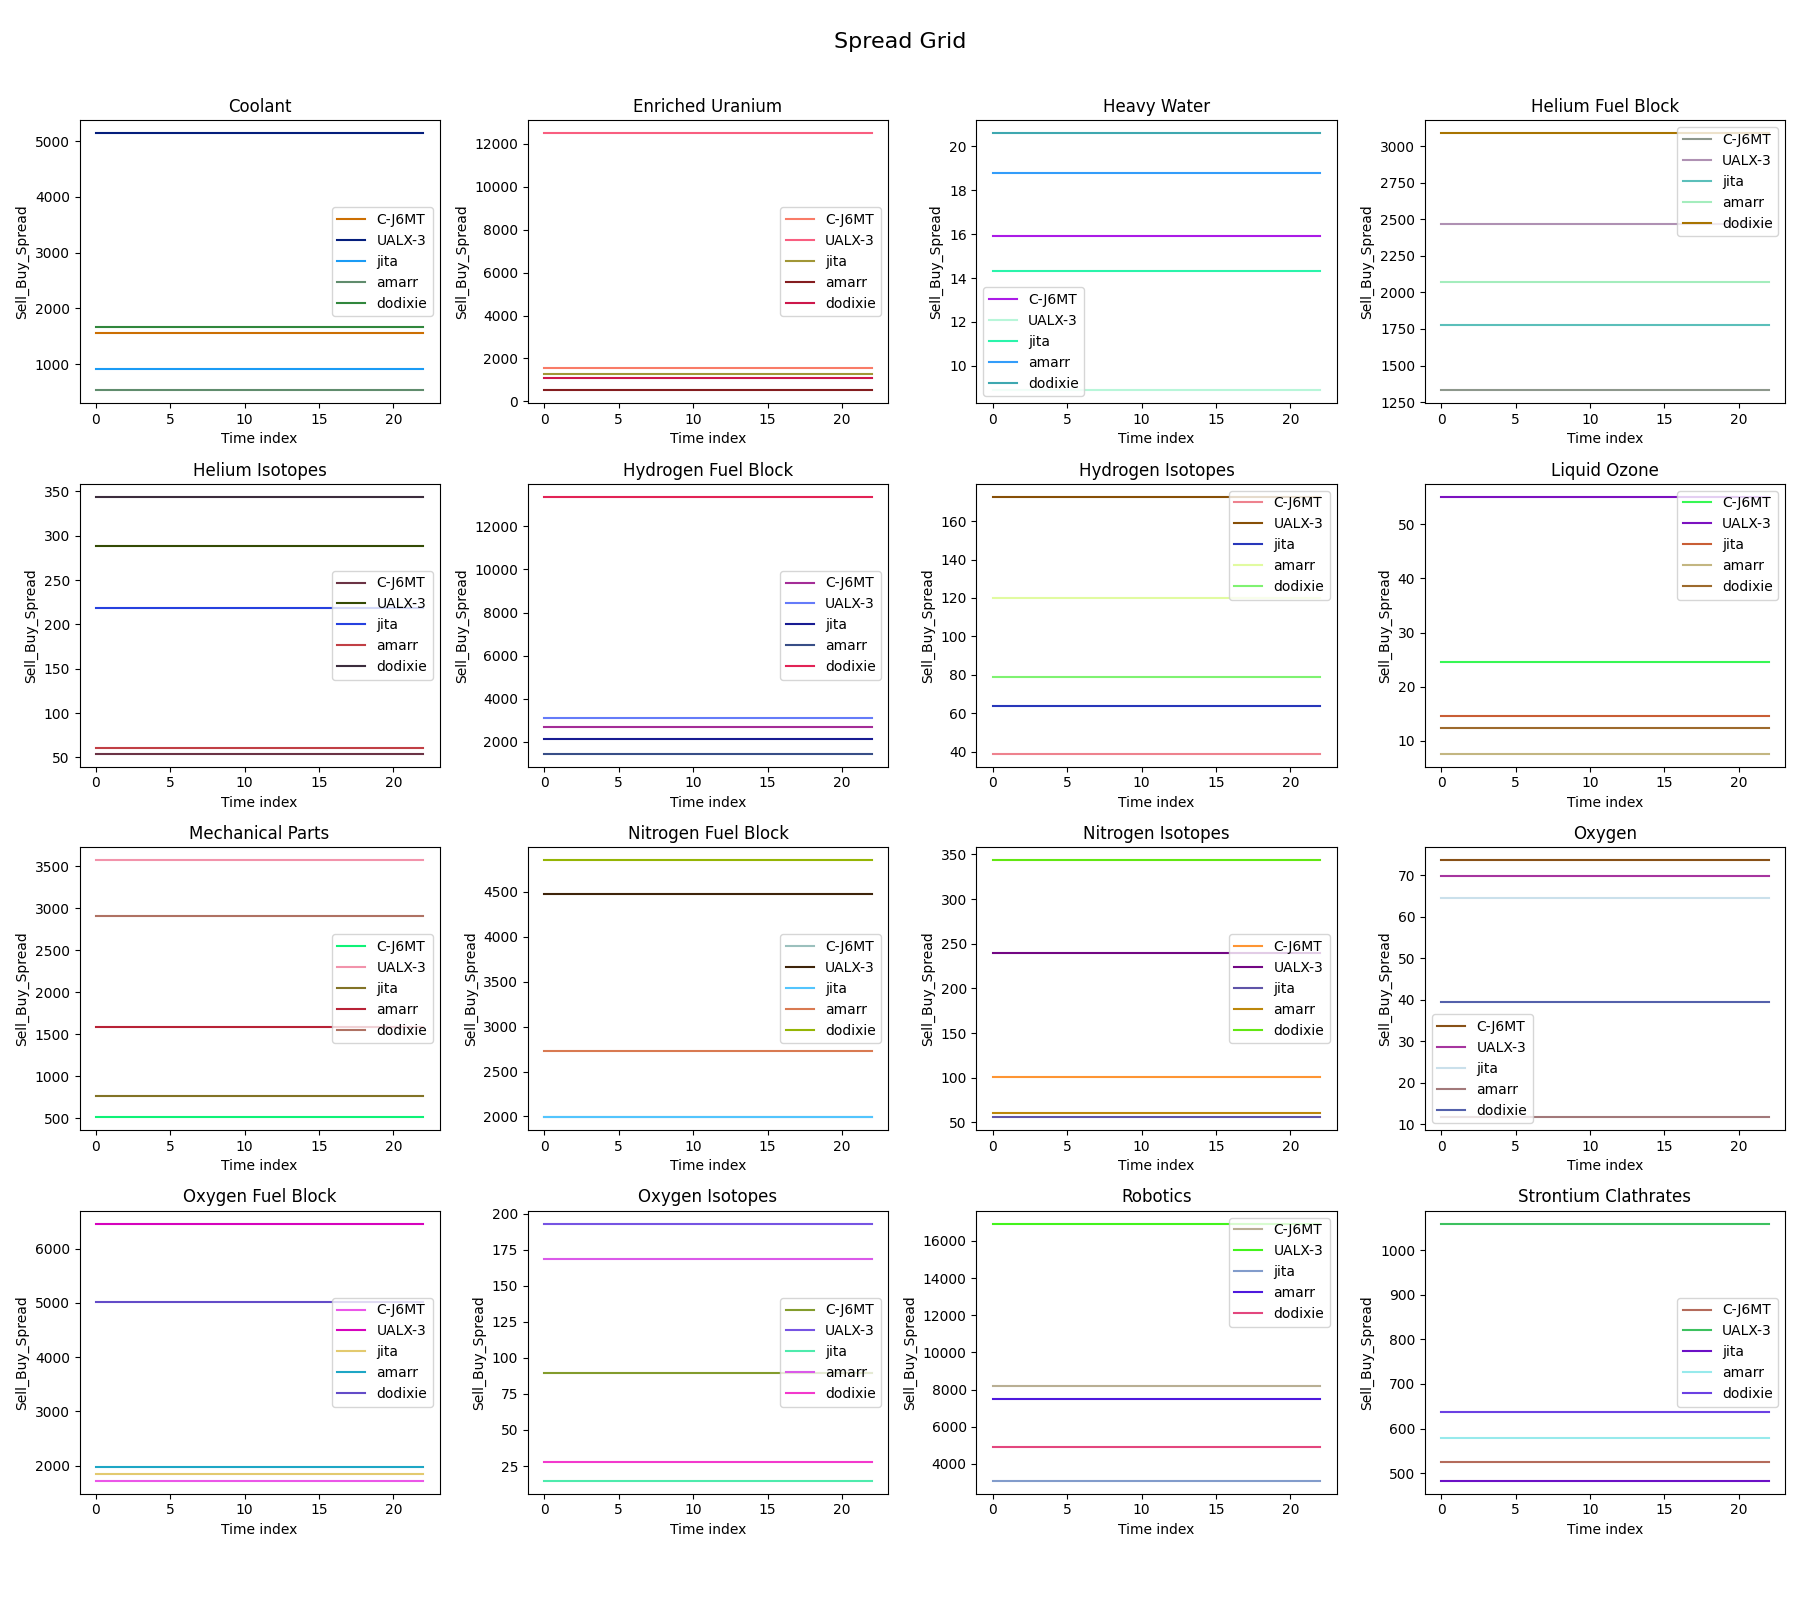 Spread Grid
Coolant
Sell_Buy_Spread
5000
4000
3000
2000
1000
C-J6MT
UALX-3
jita
amarr
dodixie
0 5 10 15 20
Time index
Enriched Uranium
Sell_Buy_Spread
12000
10000
8000
6000
4000
2000
0
C-J6MT
UALX-3
jita
amarr
dodixie
0 5 10 15 20
Time index
Heavy Water
Sell_Buy_Spread
20
18
16
14
12
10
C-J6MT
UALX-3
jita
amarr
dodixie
0 5 10 15 20
Time index
Helium Fuel Block
Sell_Buy_Spread
3000
2750
2500
2250
2000
1750
1500
1250
C-J6MT
UALX-3
jita
amarr
dodixie
0 5 10 15 20
Time index
Helium Isotopes
Sell_Buy_Spread
350
300
250
200
150
100
50
C-J6MT
UALX-3
jita
amarr
dodixie
0 5 10 15 20
Time index
Hydrogen Fuel Block
Sell_Buy_Spread
12000
10000
8000
6000
4000
2000
C-J6MT
UALX-3
jita
amarr
dodixie
0 5 10 15 20
Time index
Hydrogen Isotopes
Sell_Buy_Spread
160
140
120
100
80
60
40
C-J6MT
UALX-3
jita
amarr
dodixie
0 5 10 15 20
Time index
Liquid Ozone
Sell_Buy_Spread
50
40
30
20
10
C-J6MT
UALX-3
jita
amarr
dodixie
0 5 10 15 20
Time index
Mechanical Parts
Sell_Buy_Spread
3500
3000
2500
2000
1500
1000
500
C-J6MT
UALX-3
jita
amarr
dodixie
0 5 10 15 20
Time index
Nitrogen Fuel Block
Sell_Buy_Spread
4500
4000
3500
3000
2500
2000
C-J6MT
UALX-3
jita
amarr
dodixie
0 5 10 15 20
Time index
Nitrogen Isotopes
Sell_Buy_Spread
350
300
250
200
150
100
50
C-J6MT
UALX-3
jita
amarr
dodixie
0 5 10 15 20
Time index
Oxygen
Sell_Buy_Spread
70
60
50
40
30
20
10
C-J6MT
UALX-3
jita
amarr
dodixie
0 5 10 15 20
Time index
Oxygen Fuel Block
Sell_Buy_Spread
6000
5000
4000
3000
2000
C-J6MT
UALX-3
jita
amarr
dodixie
0 5 10 15 20
Time index
Oxygen Isotopes
Sell_Buy_Spread
200
175
150
125
100
75
50
25
C-J6MT
UALX-3
jita
amarr
dodixie
0 5 10 15 20
Time index
Robotics
Sell_Buy_Spread
16000
14000
12000
10000
8000
6000
4000
C-J6MT
UALX-3
jita
amarr
dodixie
0 5 10 15 20
Time index
Strontium Clathrates
Sell_Buy_Spread
1000
900
800
700
600
500
C-J6MT
UALX-3
jita
amarr
dodixie
0 5 10 15 20
Time index